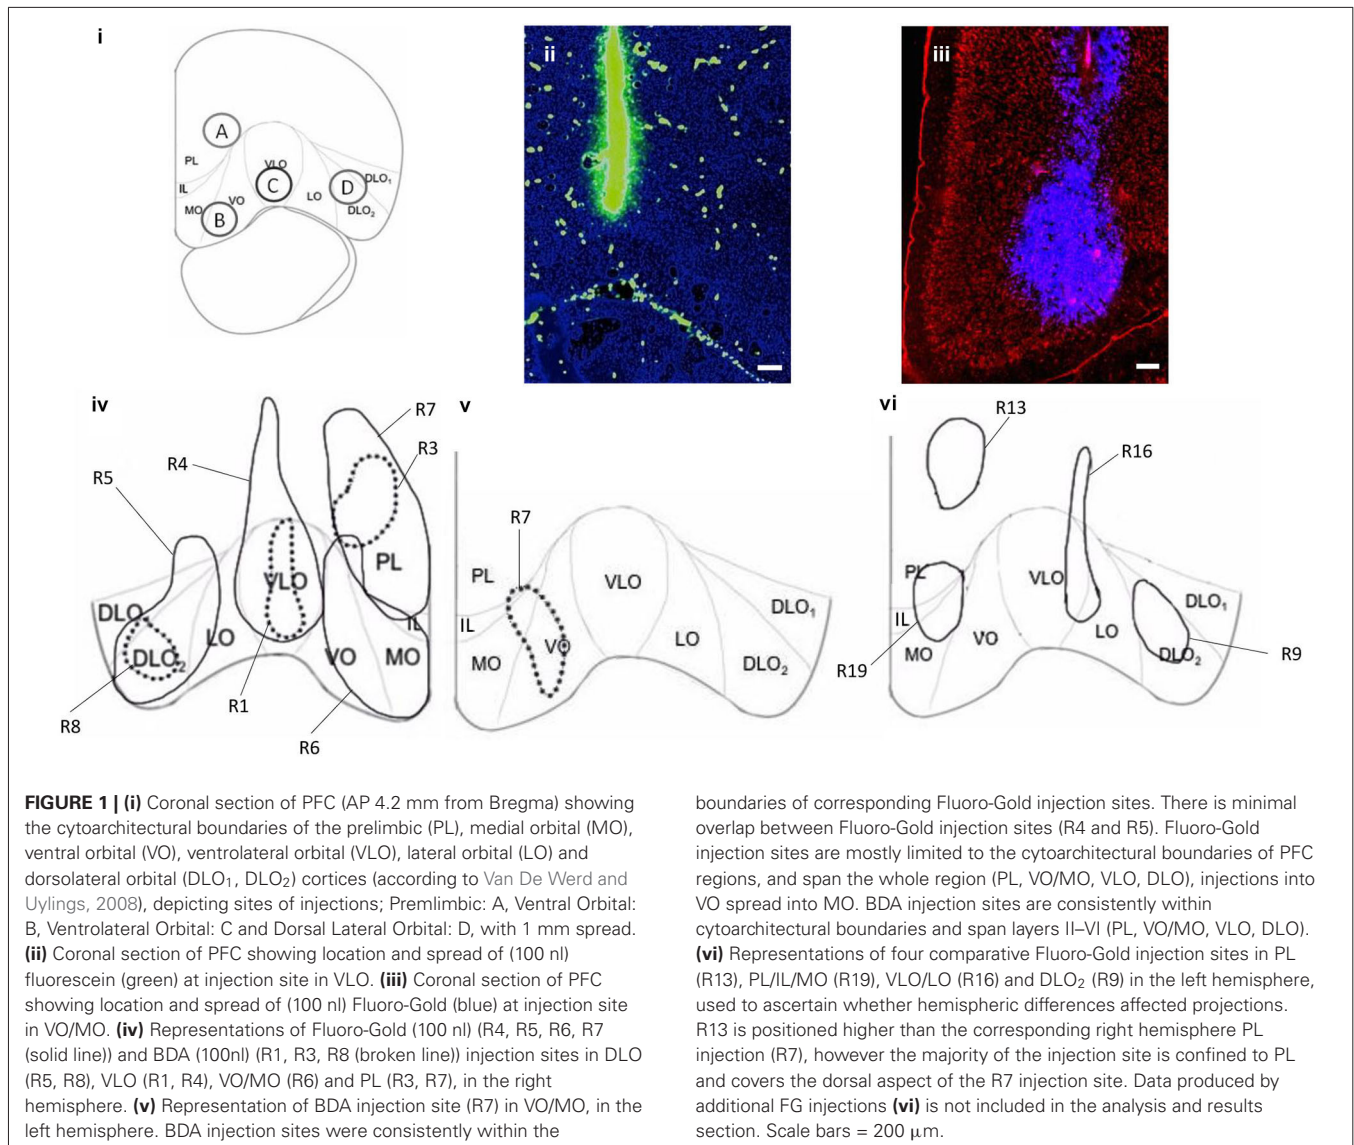 i
ii
iii
A
PL
VLO
IL
C
D
DLO₁
MO
VO
LO
B
DLO₂
iv
v
vi
R7
R13
R3
R4
R16
R5
R7
PL
PL
PL
VLO
VLO
VLO
DLO
DLO₁
DLO₁
IL
IL
IL
LO
LO
LO
DLO₂
VO
MO
MO
VO
DLO₂
MO
VO
DLO₂
R19
R9
R1
R8
R6
FIGURE 1 | (i) Coronal section of PFC (AP 4.2 mm from Bregma) showing
the cytoarchitectural boundaries of the prelimbic (PL), medial orbital (MO),
ventral orbital (VO), ventrolateral orbital (VLO), lateral orbital (LO) and
dorsolateral orbital (DLO₁, DLO₂) cortices (according to Van De Werd and
Uylings, 2008), depicting sites of injections; Premlimbic: A, Ventral Orbital:
B, Ventrolateral Orbital: C and Dorsal Lateral Orbital: D, with 1 mm spread.
(ii) Coronal section of PFC showing location and spread of (100 nl)
fluorescein (green) at injection site in VLO. (iii) Coronal section of PFC
showing location and spread of (100 nl) Fluoro-Gold (blue) at injection site
in VO/MO. (iv) Representations of Fluoro-Gold (100 nl) (R4, R5, R6, R7
(solid line)) and BDA (100nl) (R1, R3, R8 (broken line)) injection sites in DLO
(R5, R8), VLO (R1, R4), VO/MO (R6) and PL (R3, R7), in the right
hemisphere. (v) Representation of BDA injection site (R7) in VO/MO, in the
left hemisphere. BDA injection sites were consistently within the
boundaries of corresponding Fluoro-Gold injection sites. There is minimal
overlap between Fluoro-Gold injection sites (R4 and R5). Fluoro-Gold
injection sites are mostly limited to the cytoarchitectural boundaries of PFC
regions, and span the whole region (PL, VO/MO, VLO, DLO), injections into
VO spread into MO. BDA injection sites are consistently within
cytoarchitectural boundaries and span layers II–VI (PL, VO/MO, VLO, DLO).
(vi) Representations of four comparative Fluoro-Gold injection sites in PL
(R13), PL/IL/MO (R19), VLO/LO (R16) and DLO₂ (R9) in the left hemisphere,
used to ascertain whether hemispheric differences affected projections.
R13 is positioned higher than the corresponding right hemisphere PL
injection (R7), however the majority of the injection site is confined to PL
and covers the dorsal aspect of the R7 injection site. Data produced by
additional FG injections (vi) is not included in the analysis and results
section. Scale bars = 200 μm.